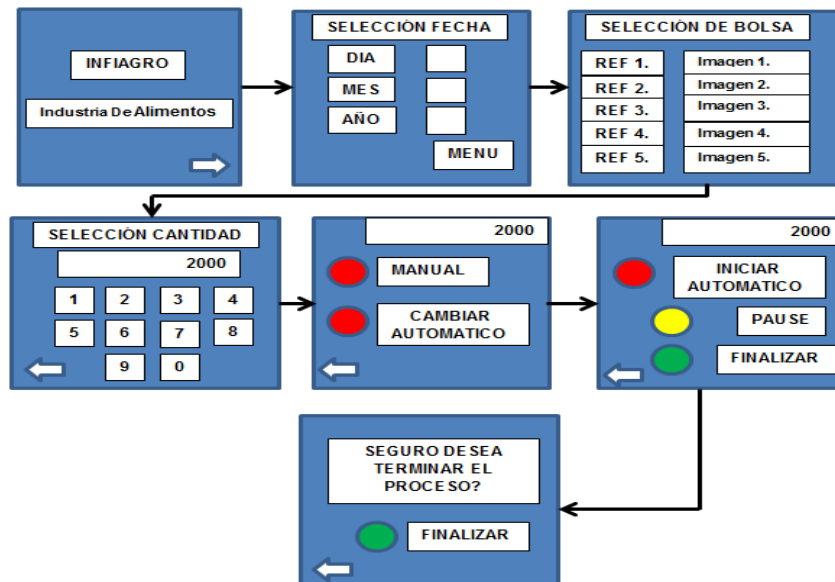 INFIAGRO
Industria De Alimentos
SELECCIÓN FECHA
DIA
MES
AÑO
MENU
SELECCIÓN DE BOLSA
REF 1. Imagen 1.
REF 2. Imagen 2.
REF 3. Imagen 3.
REF 4. Imagen 4.
REF 5. Imagen 5.
SELECCIÓN CANTIDAD
2000
1 2 3 4
5 6 7 8
9 0
2000
MANUAL
CAMBIAR
AUTOMATICO
2000
INICIAR
AUTOMATICO
PAUSE
FINALIZAR
SEGURO DESEA
TERMINAR EL
PROCESO?
FINALIZAR